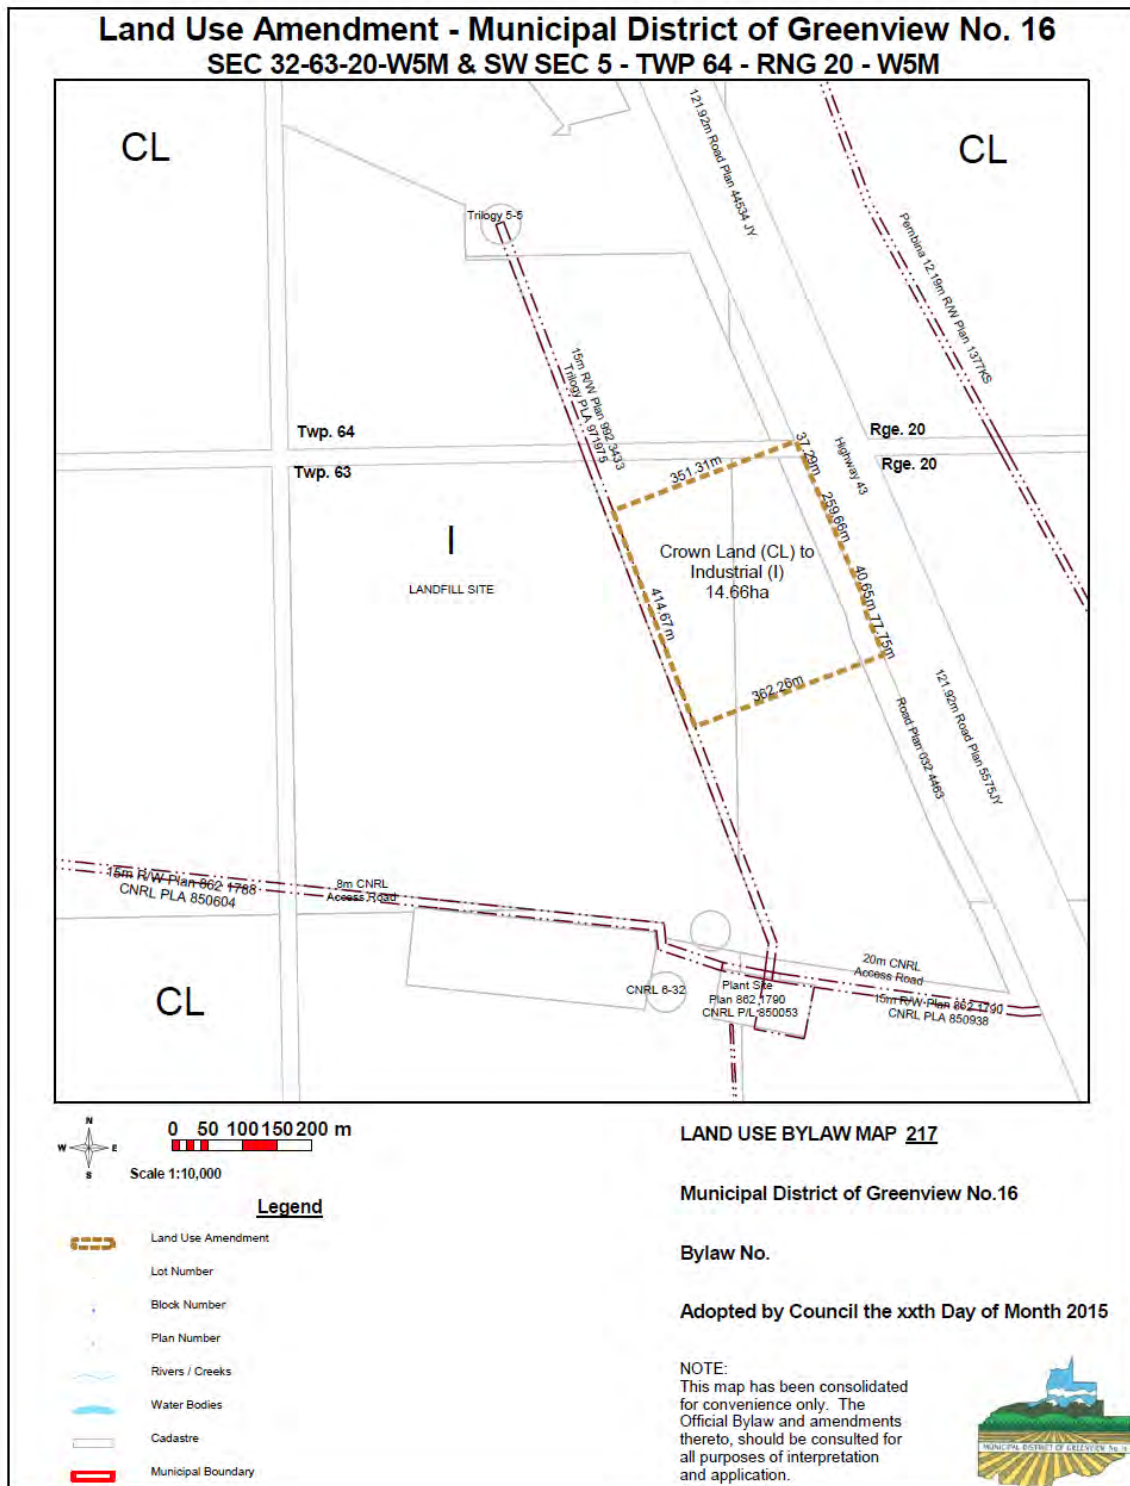 Land Use Amendment - Municipal District of Greenview No. 16
SEC 32-63-20-W5M & SW SEC 5 - TWP 64 - RNG 20 - W5M
CL
CL
121.92m Road Plan 44534 JY
Trilogy 5-5
Pembina 12.19m R/W Plan 1377KS
15m R/W Plan 992 3433
Trilogy PLA 971975
Twp. 64
Rge. 20
Twp. 63
Rge. 20
37.29m
Highway 43
351.31m
259.66m
I
LANDFILL SITE
Crown Land (CL) to
Industrial (I)
14.66ha
414.67m
40.65m
77.75m
362.26m
121.92m Road Plan 5575JY
Road Plan 032 4463
15m R/W Plan 862 1788
CNRL PLA 850604
8m CNRL
Access Road
20m CNRL
Access Road
CL
CNRL 6-32
Plant Site
Plan 862 1790
CNRL P/L 850053
15m R/W Plan 862 1790
CNRL PLA 850938
N
W E
S
0 50 100 150 200 m
Scale 1:10,000
Legend
Land Use Amendment
Lot Number
Block Number
Plan Number
Rivers / Creeks
Water Bodies
Cadastre
Municipal Boundary
LAND USE BYLAW MAP 217
Municipal District of Greenview No.16
Bylaw No.
Adopted by Council the xxth Day of Month 2015
NOTE:
This map has been consolidated
for convenience only. The
Official Bylaw and amendments
thereto, should be consulted for
all purposes of interpretation
and application.
MUNICIPAL DISTRICT OF GREENVIEW No. 16